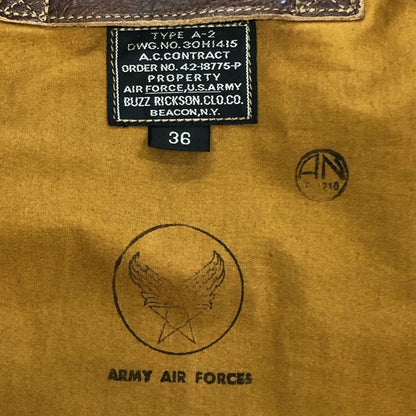 TYPE A-2
DWG. NO. 30H1415
A.C. CONTRACT
ORDER NO. 42-18775-P
PROPERTY
AIR FORCE, U.S. ARMY
BUZZ RICKSON. CLO. CO.
BEACON, N.Y.
36
AN
ARMY AIR FORCES